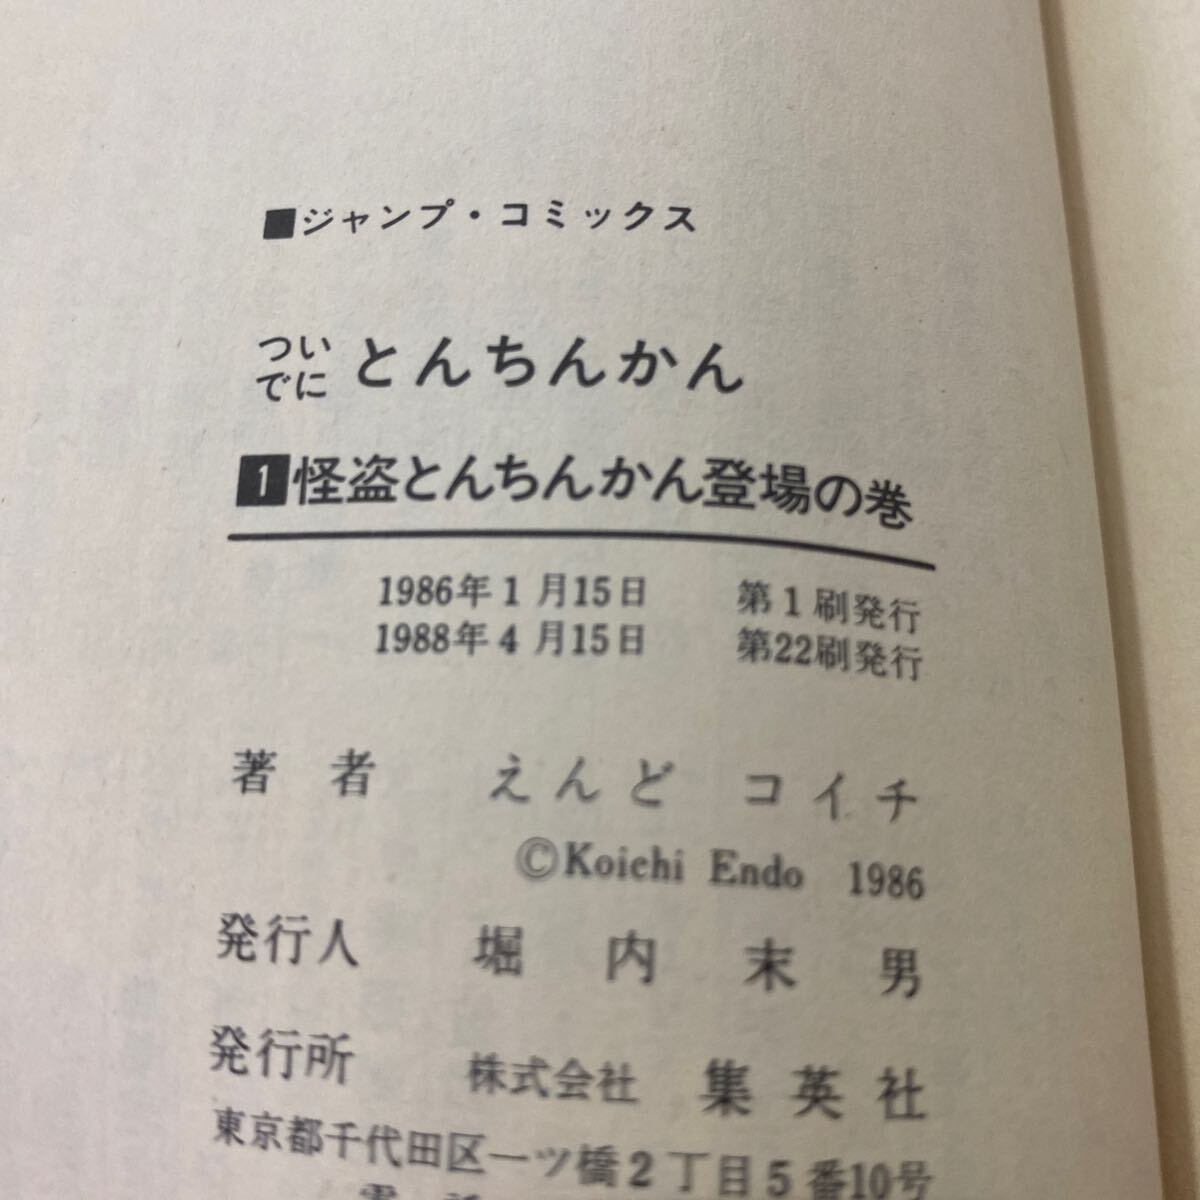 ■ジャンプ・コミックス
ついでに とんちんかん
1 怪盗とんちんかん登場の巻
1986年1月15日 第1刷発行
1988年4月15日 第22刷発行
著者 えんど コイチ
©Koichi Endo 1986
発行人 堀内末男
発行所 株式会社 集英社
東京都千代田区一ツ橋2丁目5番10号